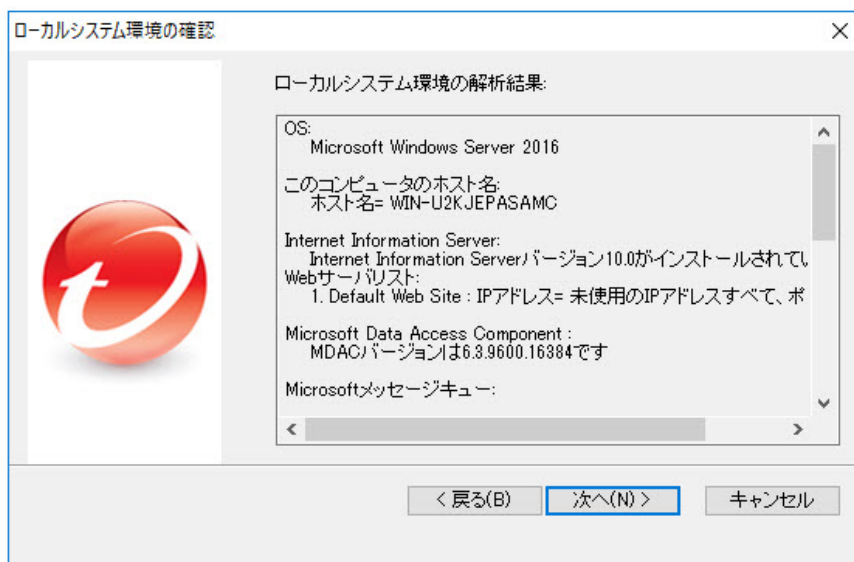 ローカルシステム環境の確認
ローカルシステム環境の解析結果:
OS:
Microsoft Windows Server 2016
このコンピュータのホスト名:
ホスト名= WIN-U2KJEPASAMC
Internet Information Server:
Internet Information Serverバージョン10.0がインストールされてい
Webサーバリスト:
1. Default Web Site : IPアドレス= 未使用のIPアドレスすべて、ポ
Microsoft Data Access Component :
MDACバージョンは6.3.9600.16384です
Microsoftメッセージキュー:
< 戻る(B) 次へ(N) > キャンセル